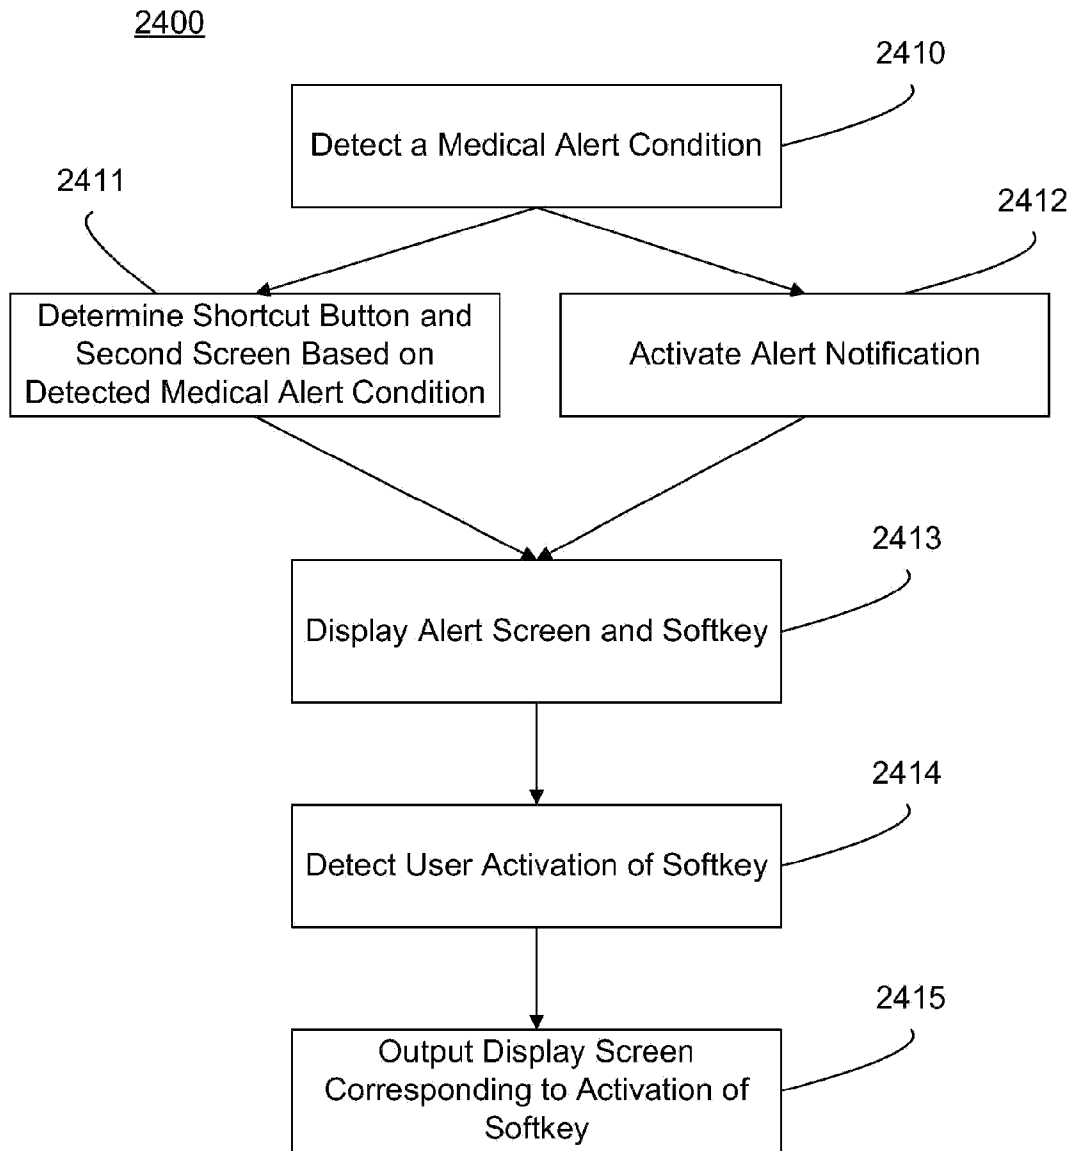 2400
2410
Detect a Medical Alert Condition
2411
2412
Determine Shortcut Button and
Second Screen Based on
Detected Medical Alert Condition
Activate Alert Notification
2413
Display Alert Screen and Softkey
2414
Detect User Activation of Softkey
2415
Output Display Screen
Corresponding to Activation of
Softkey